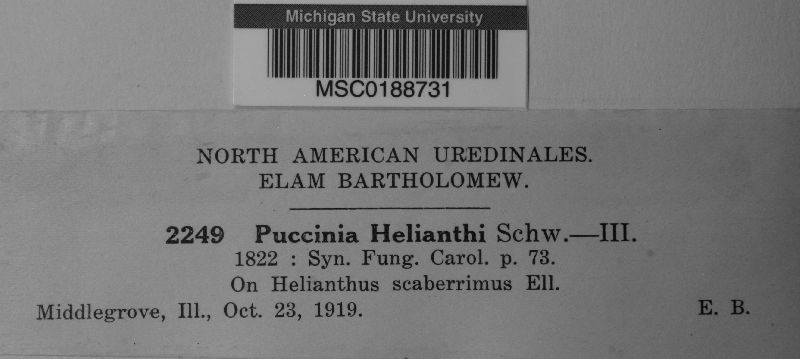 Michigan State University
MSC0188731
NORTH AMERICAN UREDINALES.
ELAM BARTHOLOMEW.
2249 Puccinia Helianthi Schw.—III.
1822 : Syn. Fung. Carol. p. 73.
On Helianthus scaberrimus Ell.
Middlegrove, Ill., Oct. 23, 1919. E. B.